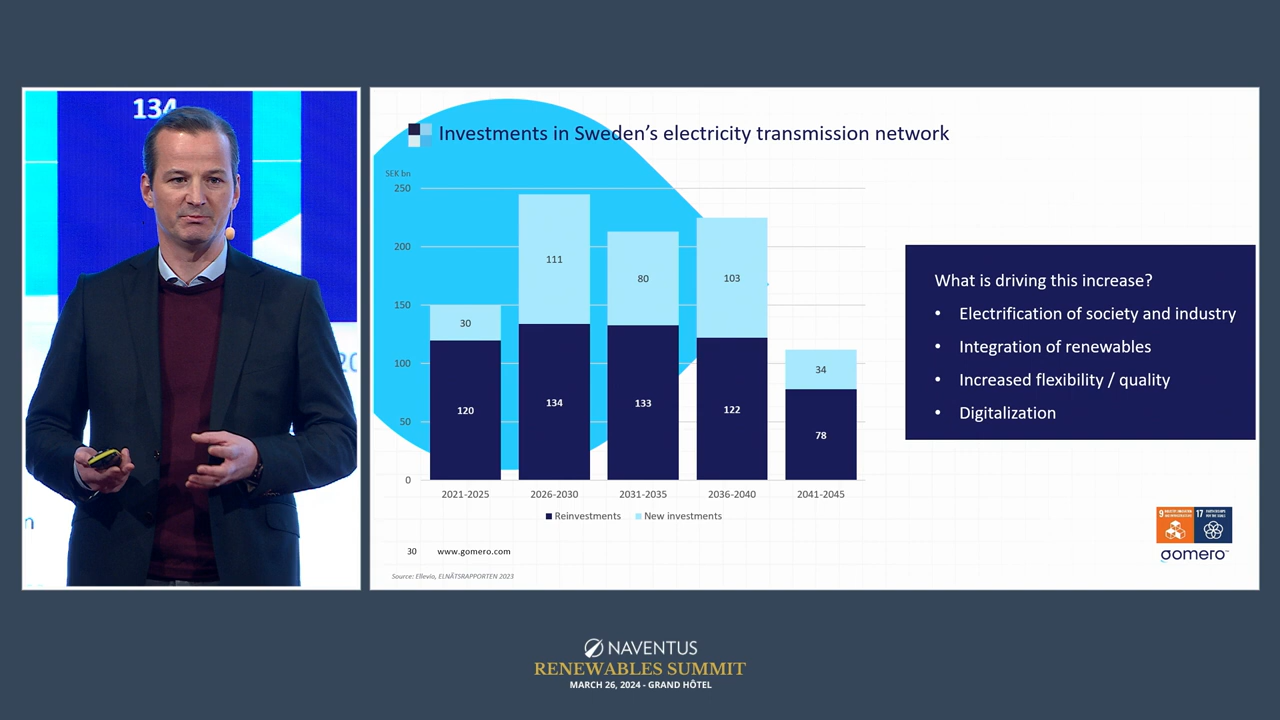 134
Investments in Sweden's electricity transmission network
SEK bn
250
200
150
100
50
0
30
111
80
103
34
120
134
133
122
78
2021-2025
2026-2030
2031-2035
2036-2040
2041-2045
Reinvestments
New investments
What is driving this increase?
• Electrification of society and industry
• Integration of renewables
• Increased flexibility / quality
• Digitalization
9
17
gomero
30 www.gomero.com
Source: Ellevio, ELNÄTSRAPPORTEN 2023
NAVENTUS
RENEWABLES SUMMIT
MARCH 26, 2024 - GRAND HÔTEL